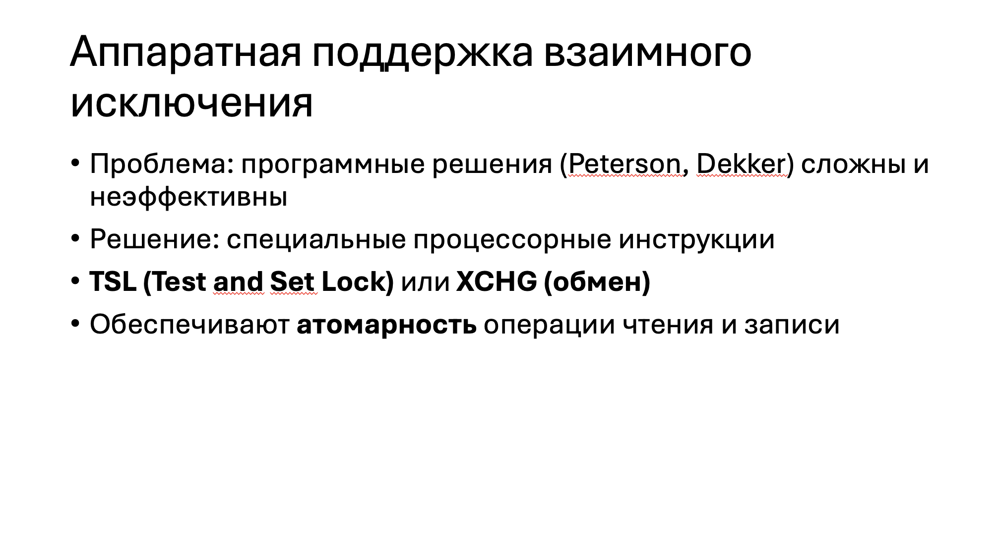 Аппаратная поддержка взаимного
исключения
• Проблема: программные решения (Peterson, Dekker) сложны и
неэффективны
• Решение: специальные процессорные инструкции
• TSL (Test and Set Lock) или XCHG (обмен)
• Обеспечивают атомарность операции чтения и записи